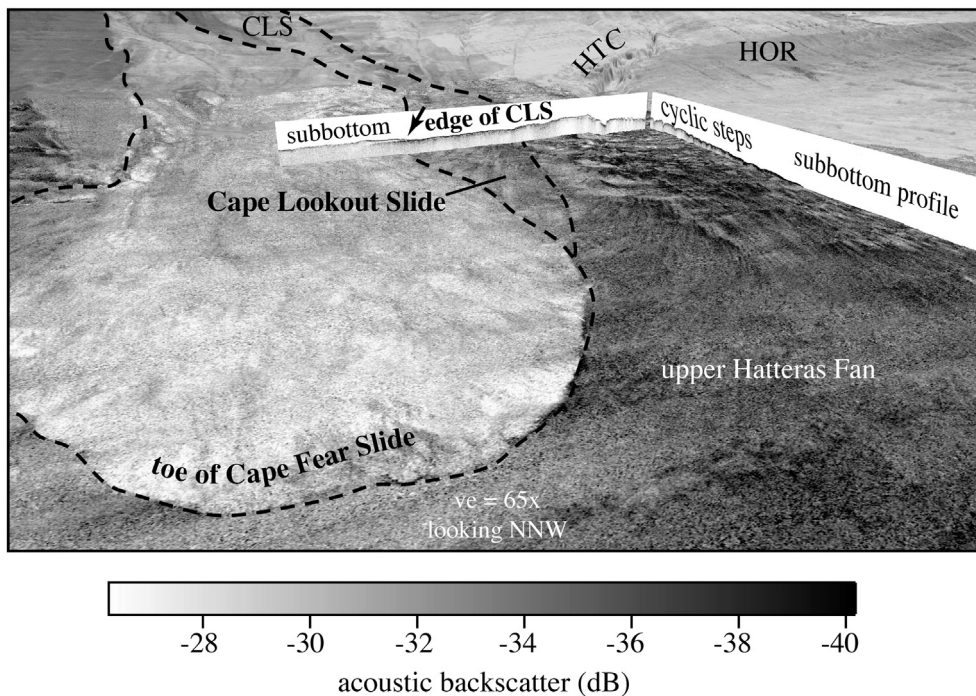 CLS
HTC
HOR
subbottom
edge of CLS
cyclic steps
subbottom profile
Cape Lookout Slide
upper Hatteras Fan
toe of Cape Fear Slide
ve = 65x
looking NNW
-28 -30 -32 -34 -36 -38 -40
acoustic backscatter (dB)